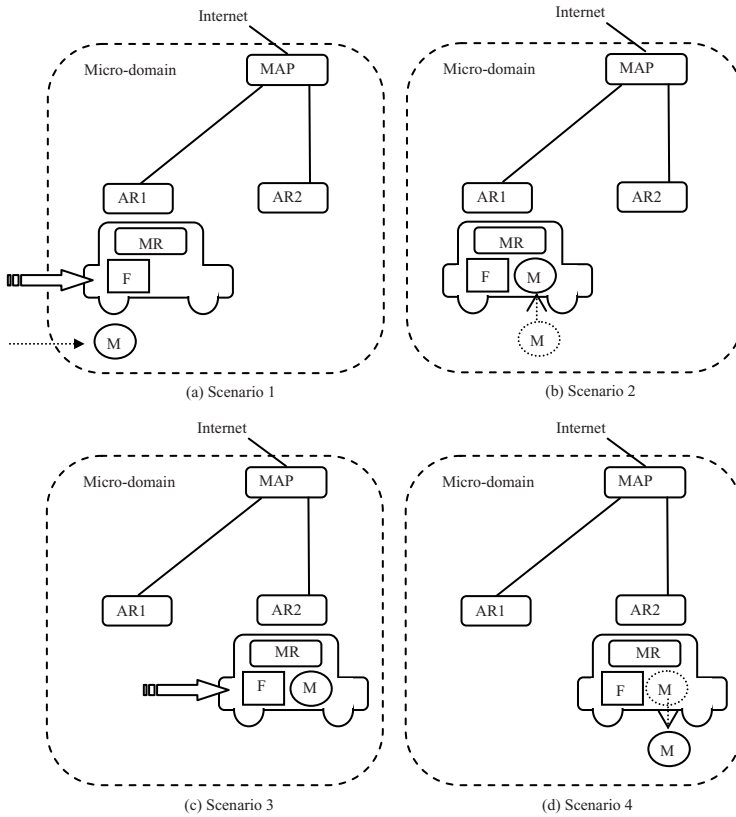 Internet
Micro-domain
MAP
AR1
AR2
MR
F
M
(a) Scenario 1
Internet
Micro-domain
MAP
AR1
AR2
MR
F
M
M
(b) Scenario 2
Internet
Micro-domain
MAP
AR1
AR2
MR
F
M
(c) Scenario 3
Internet
Micro-domain
MAP
AR1
AR2
MR
F
M
M
(d) Scenario 4